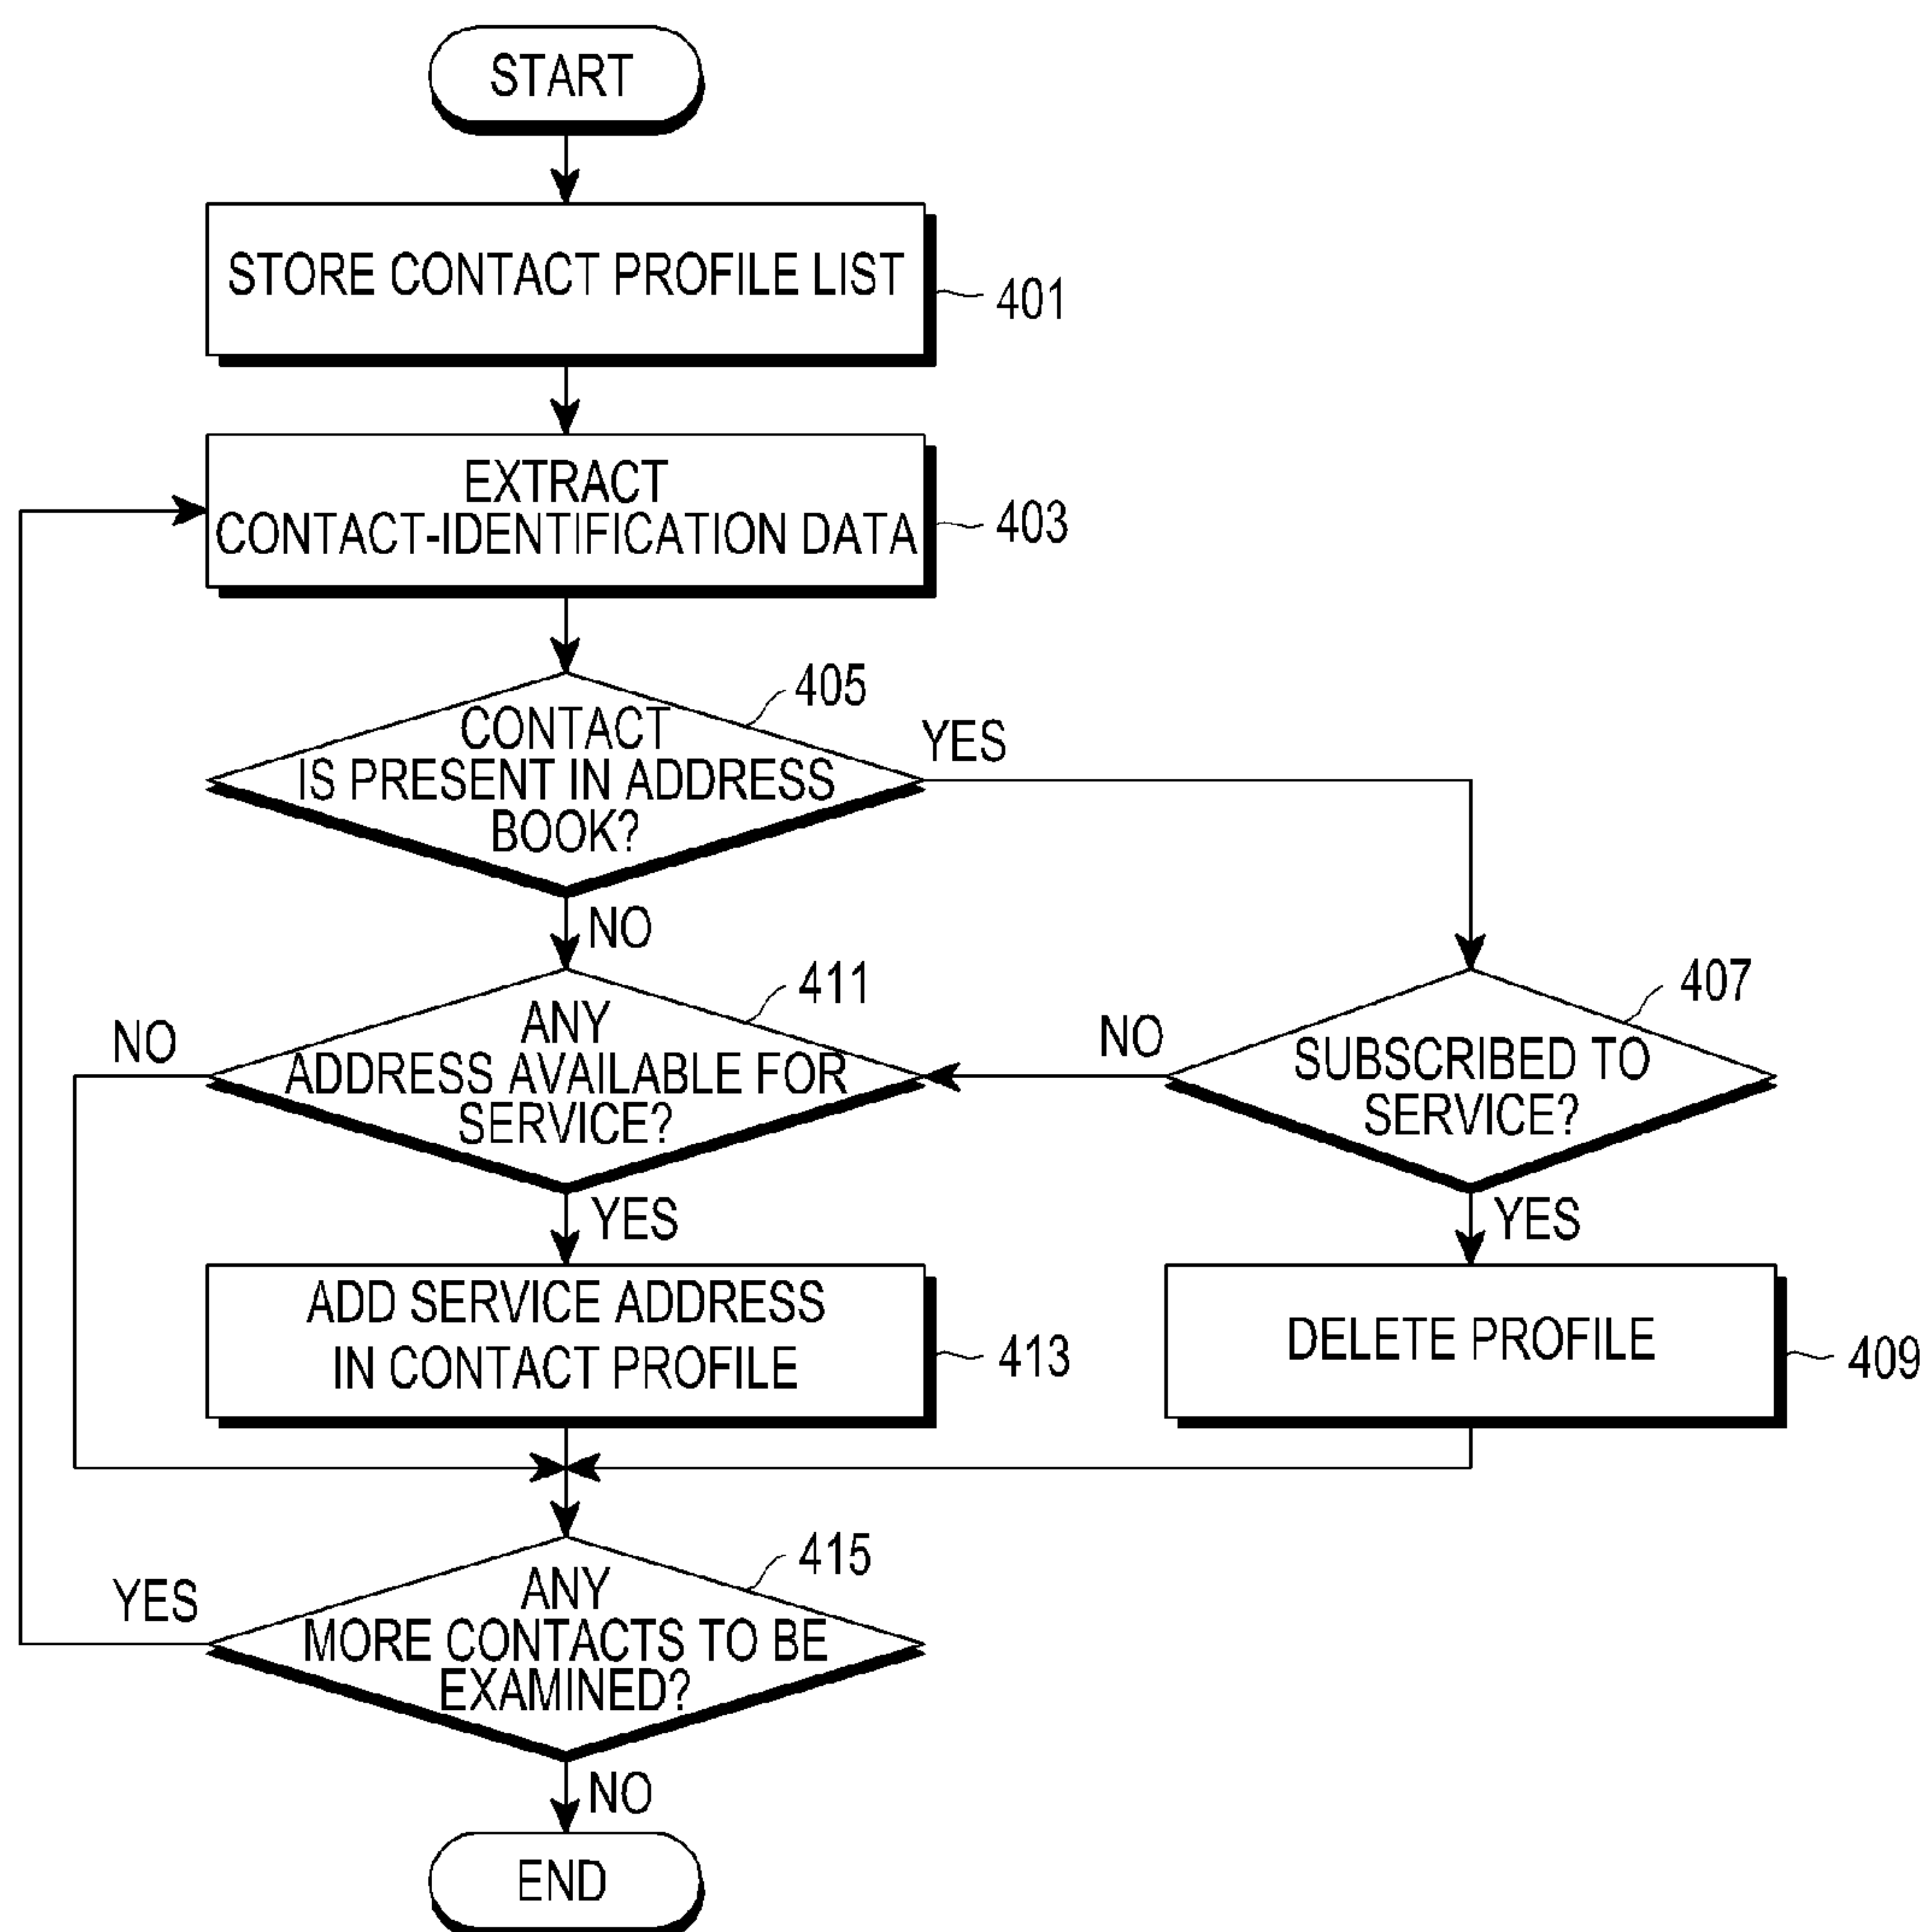 START
STORE CONTACT PROFILE LIST
401
EXTRACT
CONTACT-IDENTIFICATION DATA
403
405
CONTACT
IS PRESENT IN ADDRESS
BOOK?
YES
NO
411
ANY
ADDRESS AVAILABLE FOR
SERVICE?
NO
YES
407
SUBSCRIBED TO
SERVICE?
NO
YES
ADD SERVICE ADDRESS
IN CONTACT PROFILE
413
DELETE PROFILE
409
415
ANY
MORE CONTACTS TO BE
EXAMINED?
YES
NO
END